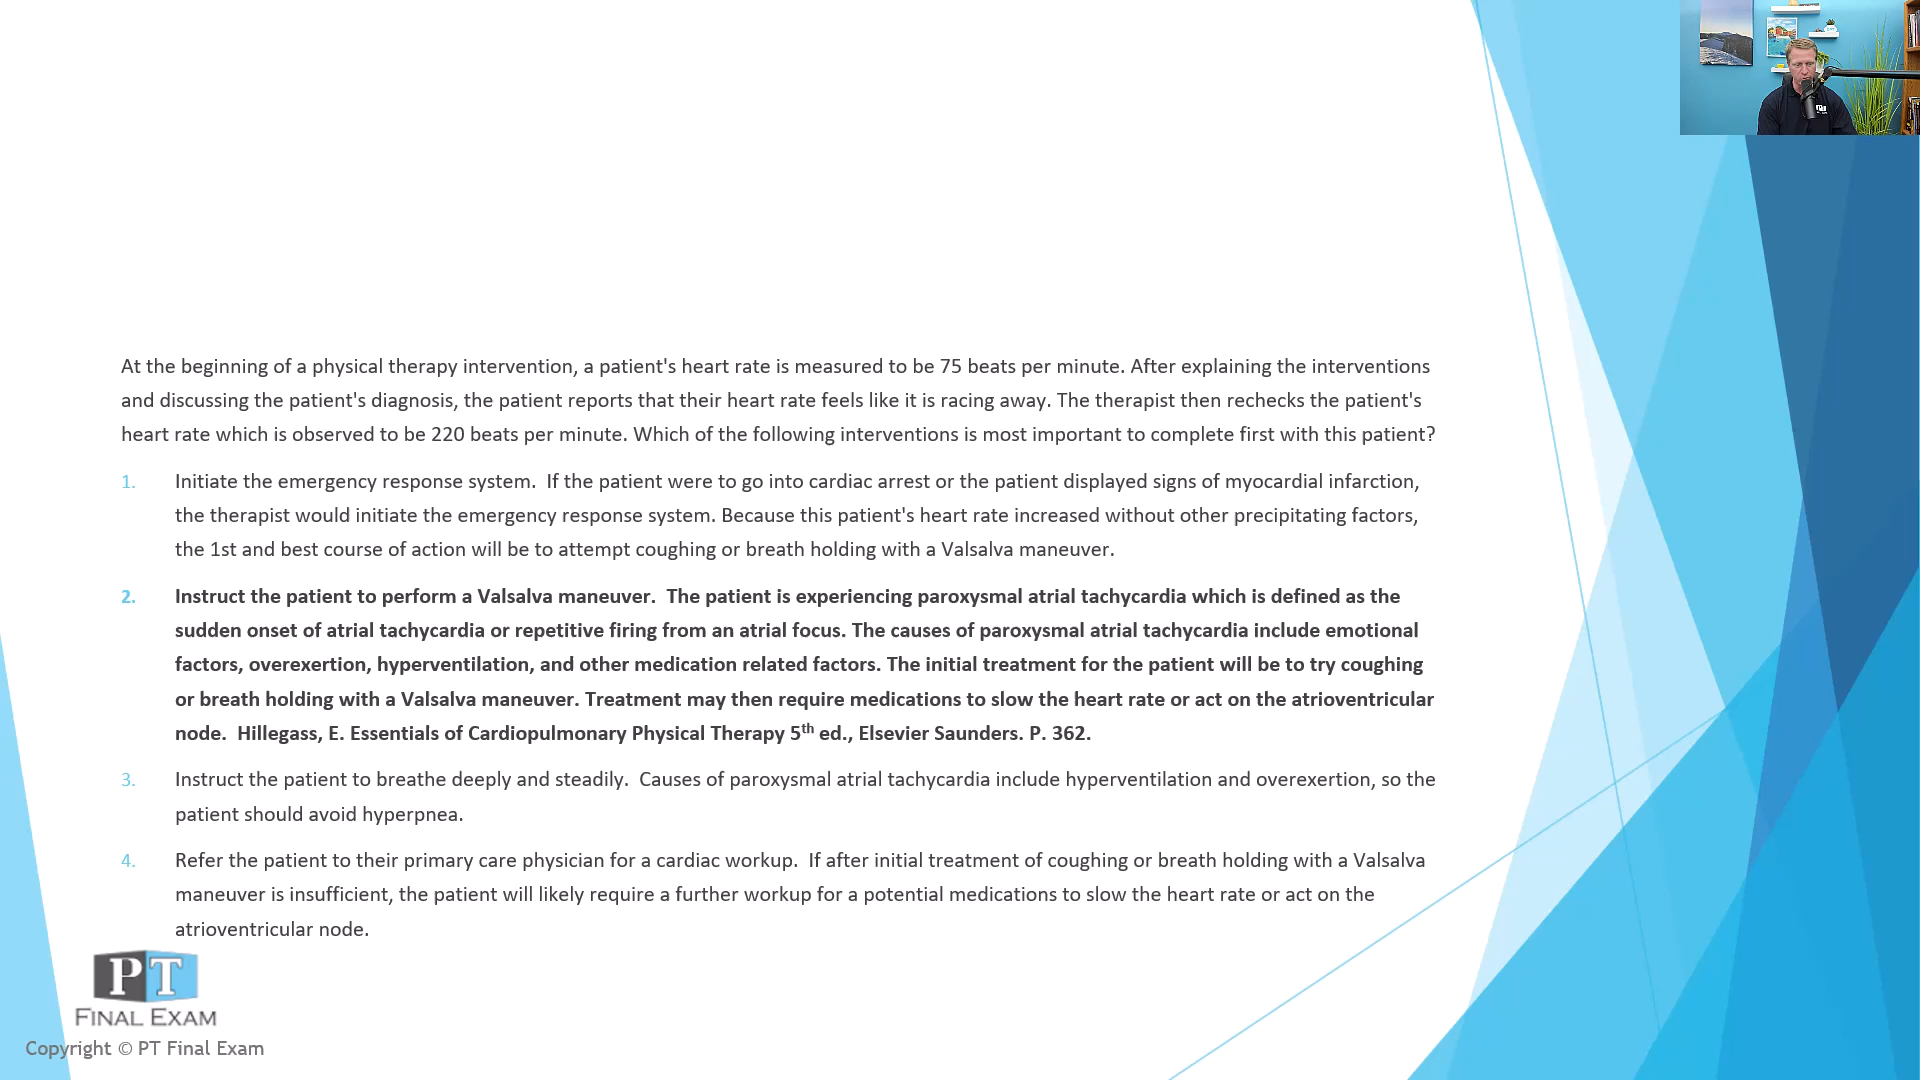 At the beginning of a physical therapy intervention, a patient's heart rate is measured to be 75 beats per minute. After explaining the interventions
and discussing the patient's diagnosis, the patient reports that their heart rate feels like it is racing away. The therapist then rechecks the patient's
heart rate which is observed to be 220 beats per minute. Which of the following interventions is most important to complete first with this patient?
1. Initiate the emergency response system.  If the patient were to go into cardiac arrest or the patient displayed signs of myocardial infarction,
the therapist would initiate the emergency response system. Because this patient's heart rate increased without other precipitating factors,
the 1st and best course of action will be to attempt coughing or breath holding with a Valsalva maneuver.
2. Instruct the patient to perform a Valsalva maneuver.  The patient is experiencing paroxysmal atrial tachycardia which is defined as the
sudden onset of atrial tachycardia or repetitive firing from an atrial focus. The causes of paroxysmal atrial tachycardia include emotional
factors, overexertion, hyperventilation, and other medication related factors. The initial treatment for the patient will be to try coughing
or breath holding with a Valsalva maneuver. Treatment may then require medications to slow the heart rate or act on the atrioventricular
node.  Hillegass, E. Essentials of Cardiopulmonary Physical Therapy 5th ed., Elsevier Saunders. P. 362.
3. Instruct the patient to breathe deeply and steadily.  Causes of paroxysmal atrial tachycardia include hyperventilation and overexertion, so the
patient should avoid hyperpnea.
4. Refer the patient to their primary care physician for a cardiac workup.  If after initial treatment of coughing or breath holding with a Valsalva
maneuver is insufficient, the patient will likely require a further workup for a potential medications to slow the heart rate or act on the
atrioventricular node.
PT
FINAL EXAM
Copyright © PT Final Exam